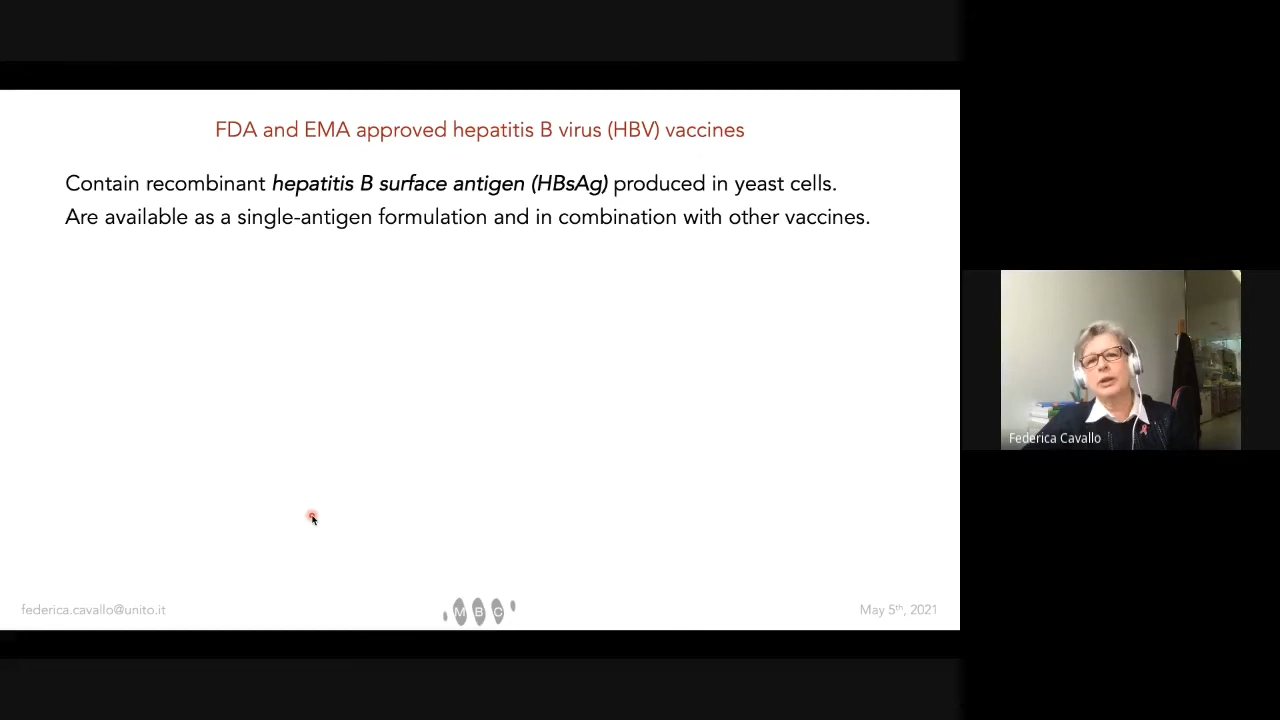 FDA and EMA approved hepatitis B virus (HBV) vaccines
Contain recombinant hepatitis B surface antigen (HBsAg) produced in yeast cells.
Are available as a single-antigen formulation and in combination with other vaccines.
Federica Cavallo
federica.cavallo@unito.it
MBC
May 5th, 2021